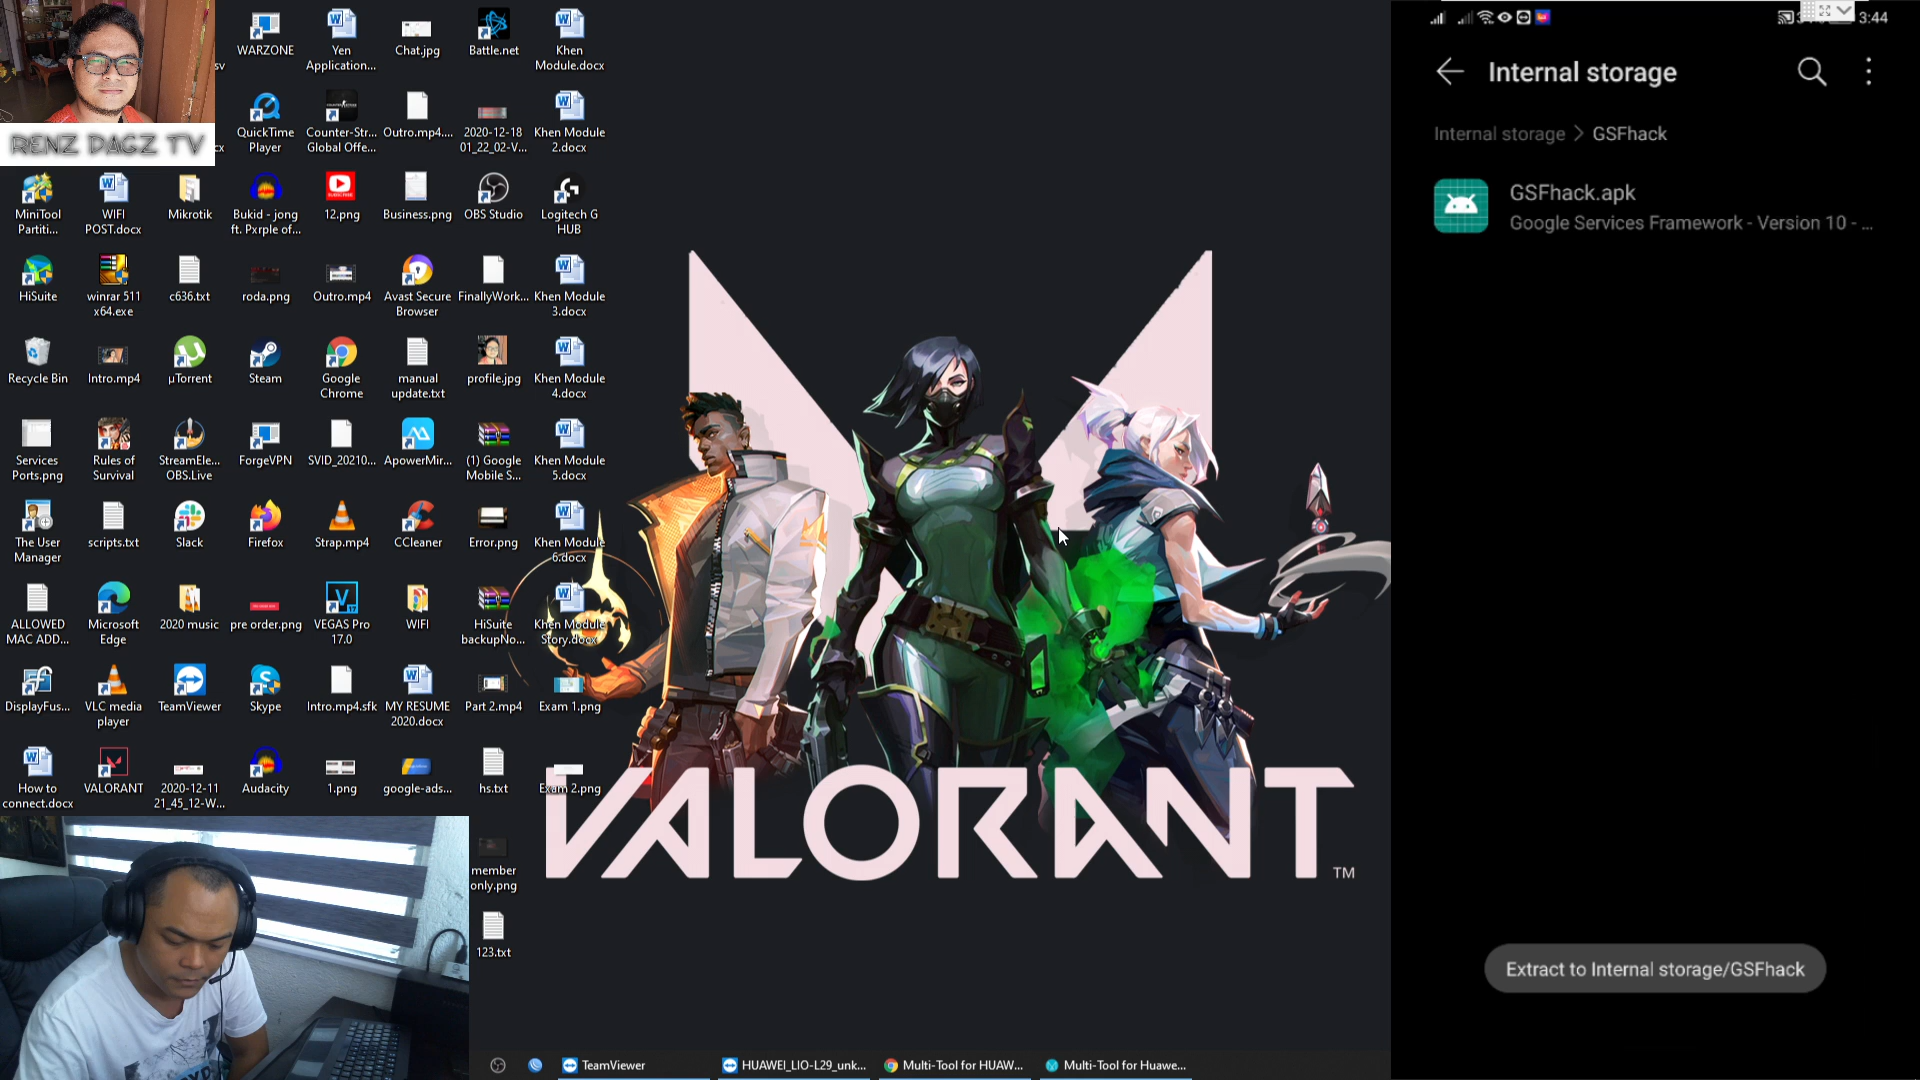 RENZ DAGZ TV
WARZONE
Yen
Application...
Chat.jpg
Battle.net
Khen
Module.docx
QuickTime
Player
Counter-Str...
Global Offe...
Outro.mp4....
2020-12-18
01_22_02-V...
Khen Module
2.docx
MiniTool
Partiti...
WIFI
POST.docx
Mikrotik
Bukid - jong
ft. Pxrple of...
12.png
Business.png
OBS Studio
Logitech G
HUB
HiSuite
winrar 511
x64.exe
c636.txt
roda.png
Outro.mp4
Avast Secure
Browser
FinallyWork...
Khen Module
3.docx
Recycle Bin
Intro.mp4
µTorrent
Steam
Google
Chrome
manual
update.txt
profile.jpg
Khen Module
4.docx
Services
Ports.png
Rules of
Survival
StreamEle...
OBS.Live
ForgeVPN
SVID_20210...
ApowerMir...
(1) Google
Mobile S...
Khen Module
5.docx
The User
Manager
scripts.txt
Slack
Firefox
Strap.mp4
CCleaner
Error.png
Khen Module
6.docx
ALLOWED
MAC ADD...
Microsoft
Edge
2020 music
pre order.png
VEGAS Pro
17.0
WIFI
HiSuite
backupNo...
Khen Module
Story.docx
DisplayFus...
VLC media
player
TeamViewer
Skype
Intro.mp4.sfk
MY RESUME
2020.docx
Part 2.mp4
Exam 1.png
How to
connect.docx
VALORANT
2020-12-11
21_45_12-W...
Audacity
1.png
google-ads...
hs.txt
Exam 2.png
member
only.png
123.txt
VALORANT
TM
TeamViewer
HUAWEI_LIO-L29_unk...
Multi-Tool for HUAW...
Multi-Tool for Huawe...
3:44
Internal storage
Internal storage > GSFhack
GSFhack.apk
Google Services Framework - Version 10 - ...
Extract to Internal storage/GSFhack